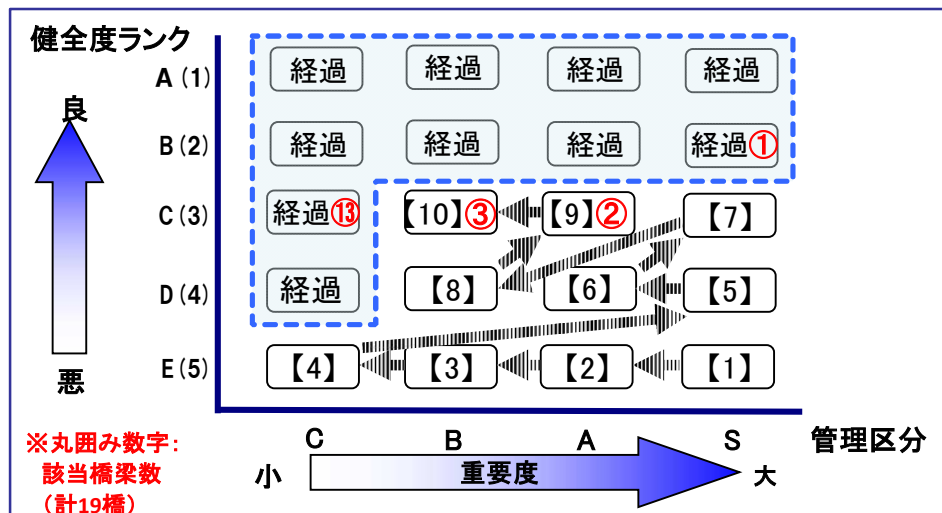 健全度ランク
A(1) 経過 経過 経過 経過
良
B(2) 経過 経過 経過 経過①
C(3) 経過⑬ 【10】③ 【9】② 【7】
D(4) 経過 【8】 【6】 【5】
E(5) 【4】 【3】 【2】 【1】
悪
C B A S 管理区分
小 重要度 大
※丸囲み数字:
該当橋梁数
(計19橋)